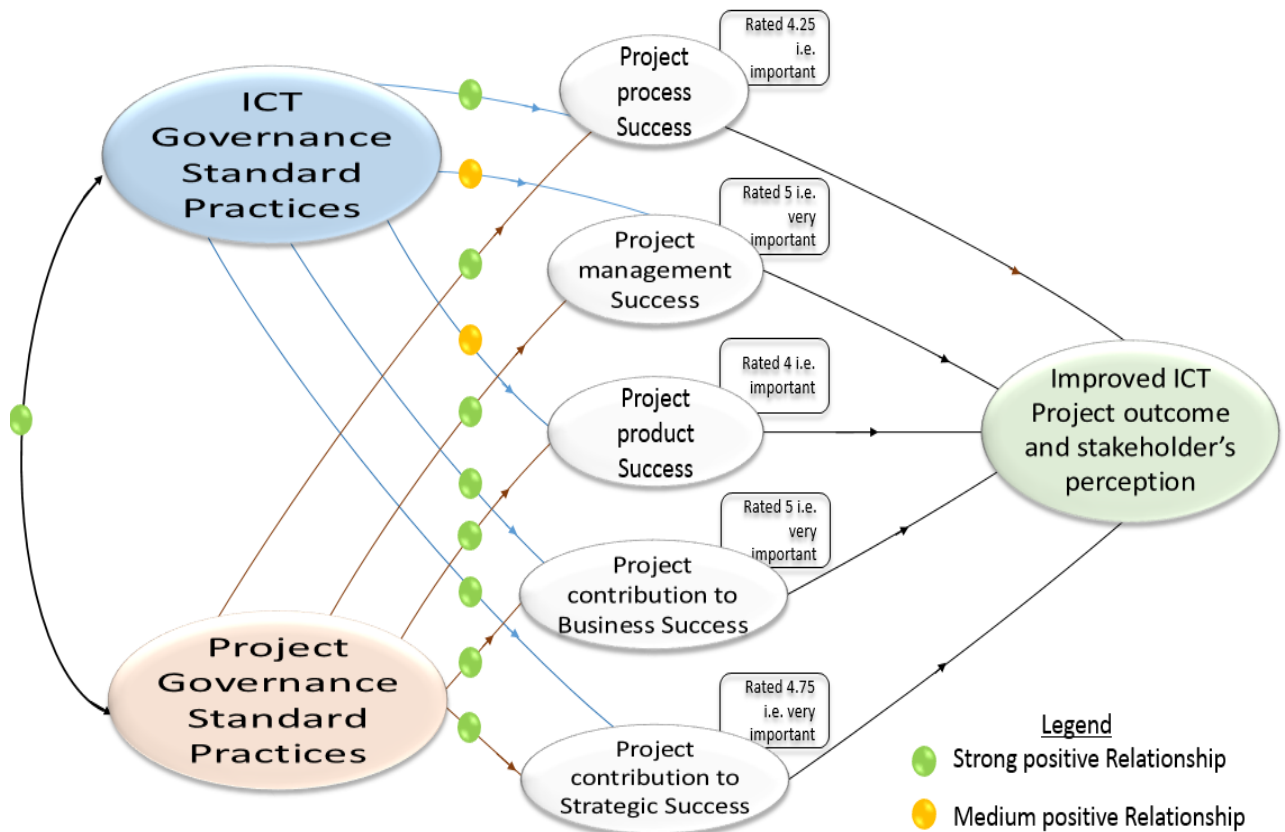 ICT
Governance
Standard
Practices
Project
process
Success
Rated 4.25
i.e.
important
Project
management
Success
Rated 5 i.e.
very
important
Project
product
Success
Rated 4 i.e.
important
Project
contribution to
Business Success
Rated 5 i.e.
very
important
Project
contribution to
Strategic Success
Rated 4.75
i.e. very
important
Project
Governance
Standard
Practices
Improved ICT
Project outcome
and stakeholder’s
perception
Legend
Strong positive Relationship
Medium positive Relationship